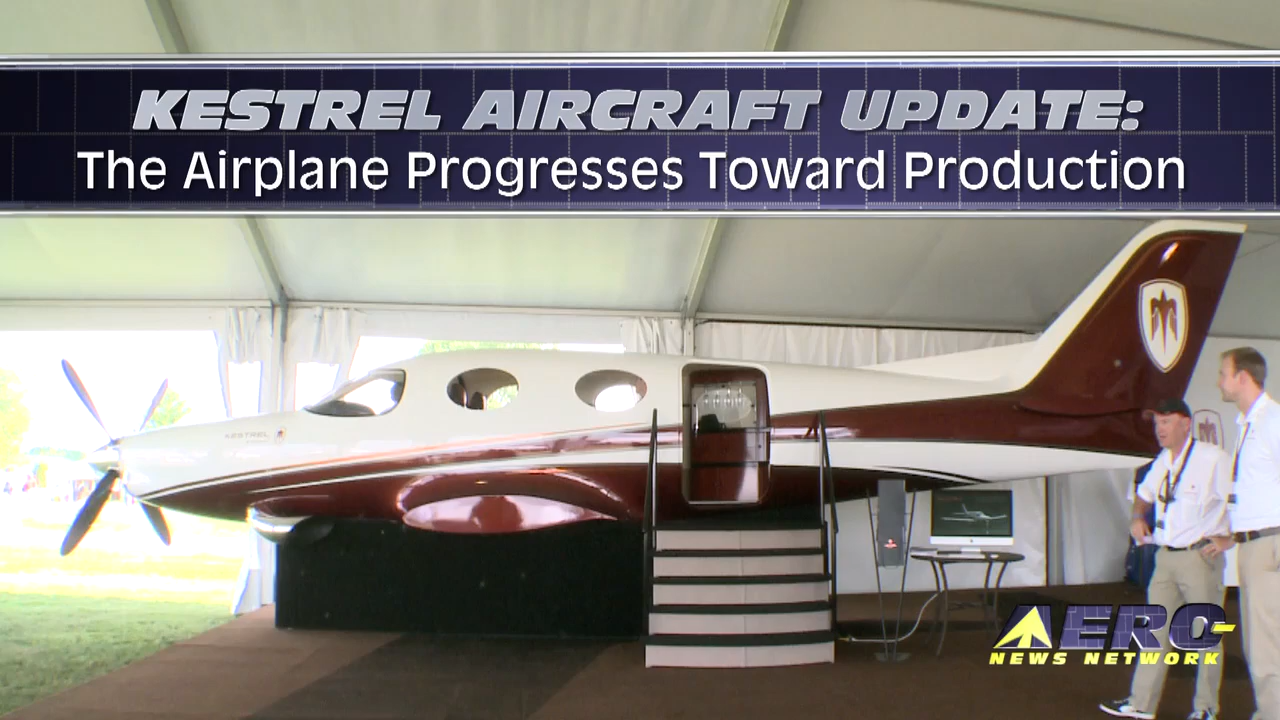 KESTREL AIRCRAFT UPDATE:
The Airplane Progresses Toward Production
KESTREL
AERO-
NEWS NETWORK